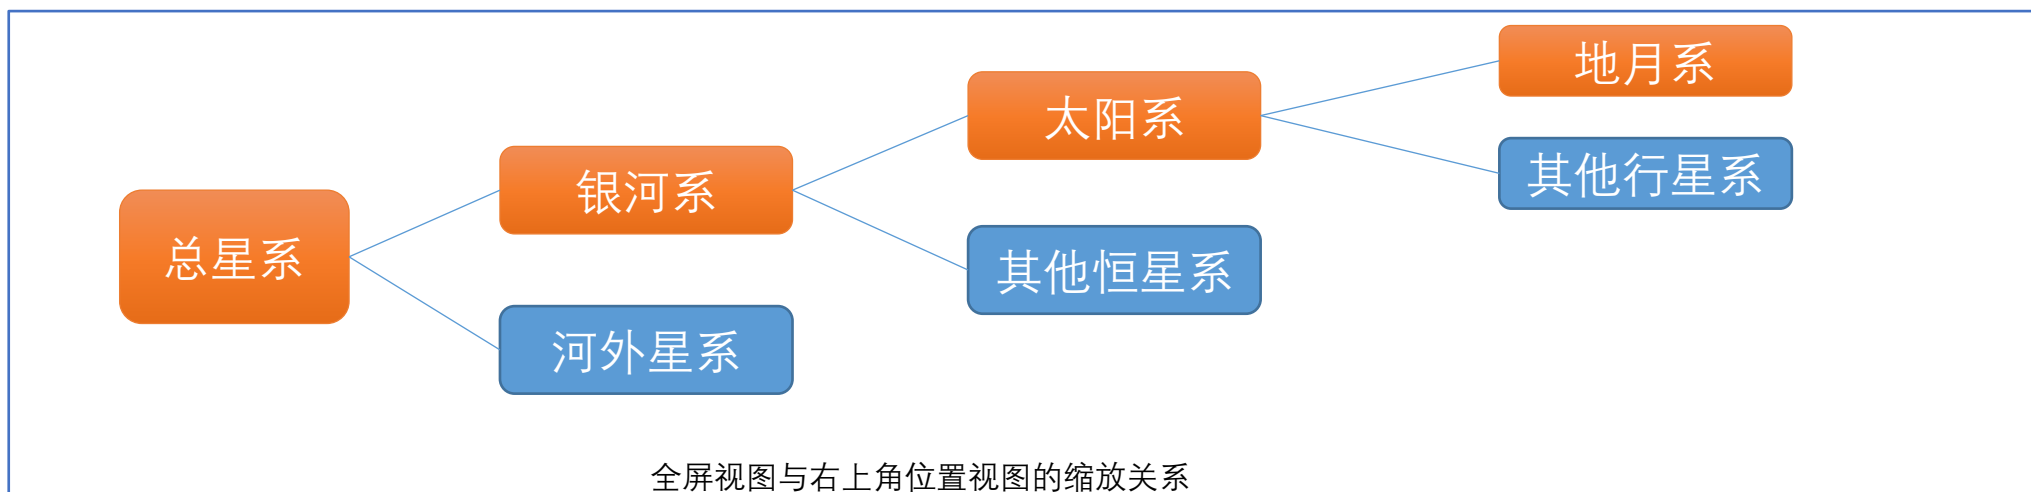 总星系
银河系
河外星系
太阳系
其他恒星系
地月系
其他行星系
全屏视图与右上角位置视图的缩放关系